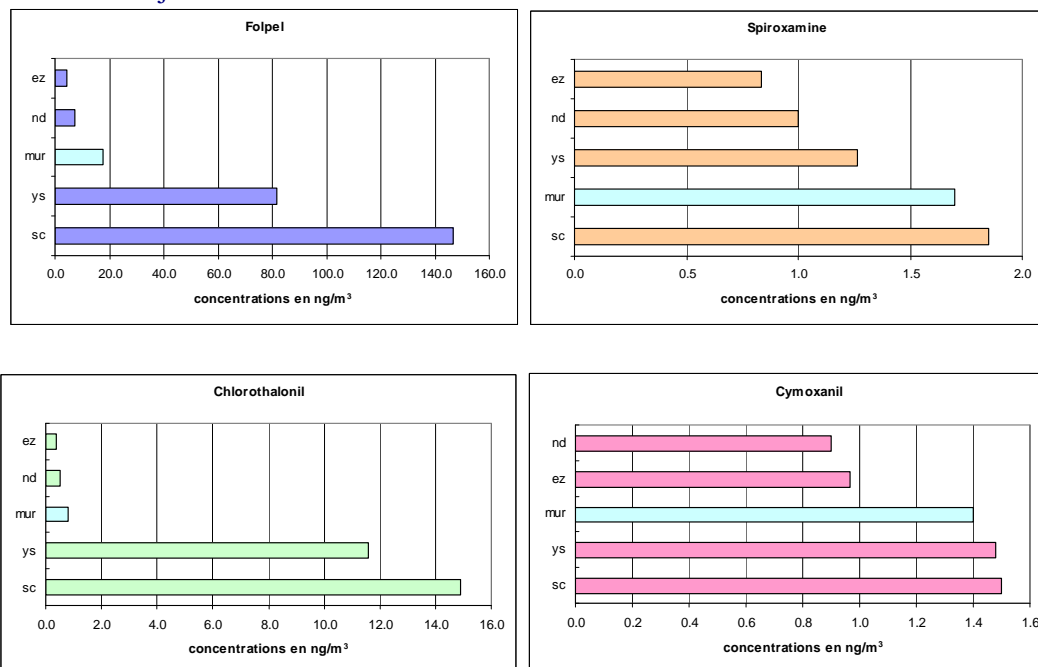 Folpel
ez
nd
mur
ys
sc
0.0 20.0 40.0 60.0 80.0 100.0 120.0 140.0 160.0
concentrations en ng/m³
Spiroxamine
ez
nd
ys
mur
sc
0.0 0.5 1.0 1.5 2.0
concentrations en ng/m³
Chlorothalonil
ez
nd
mur
ys
sc
0.0 2.0 4.0 6.0 8.0 10.0 12.0 14.0 16.0
concentrations en ng/m³
Cymoxanil
nd
ez
mur
ys
sc
0.0 0.2 0.4 0.6 0.8 1.0 1.2 1.4 1.6
concentrations en ng/m³